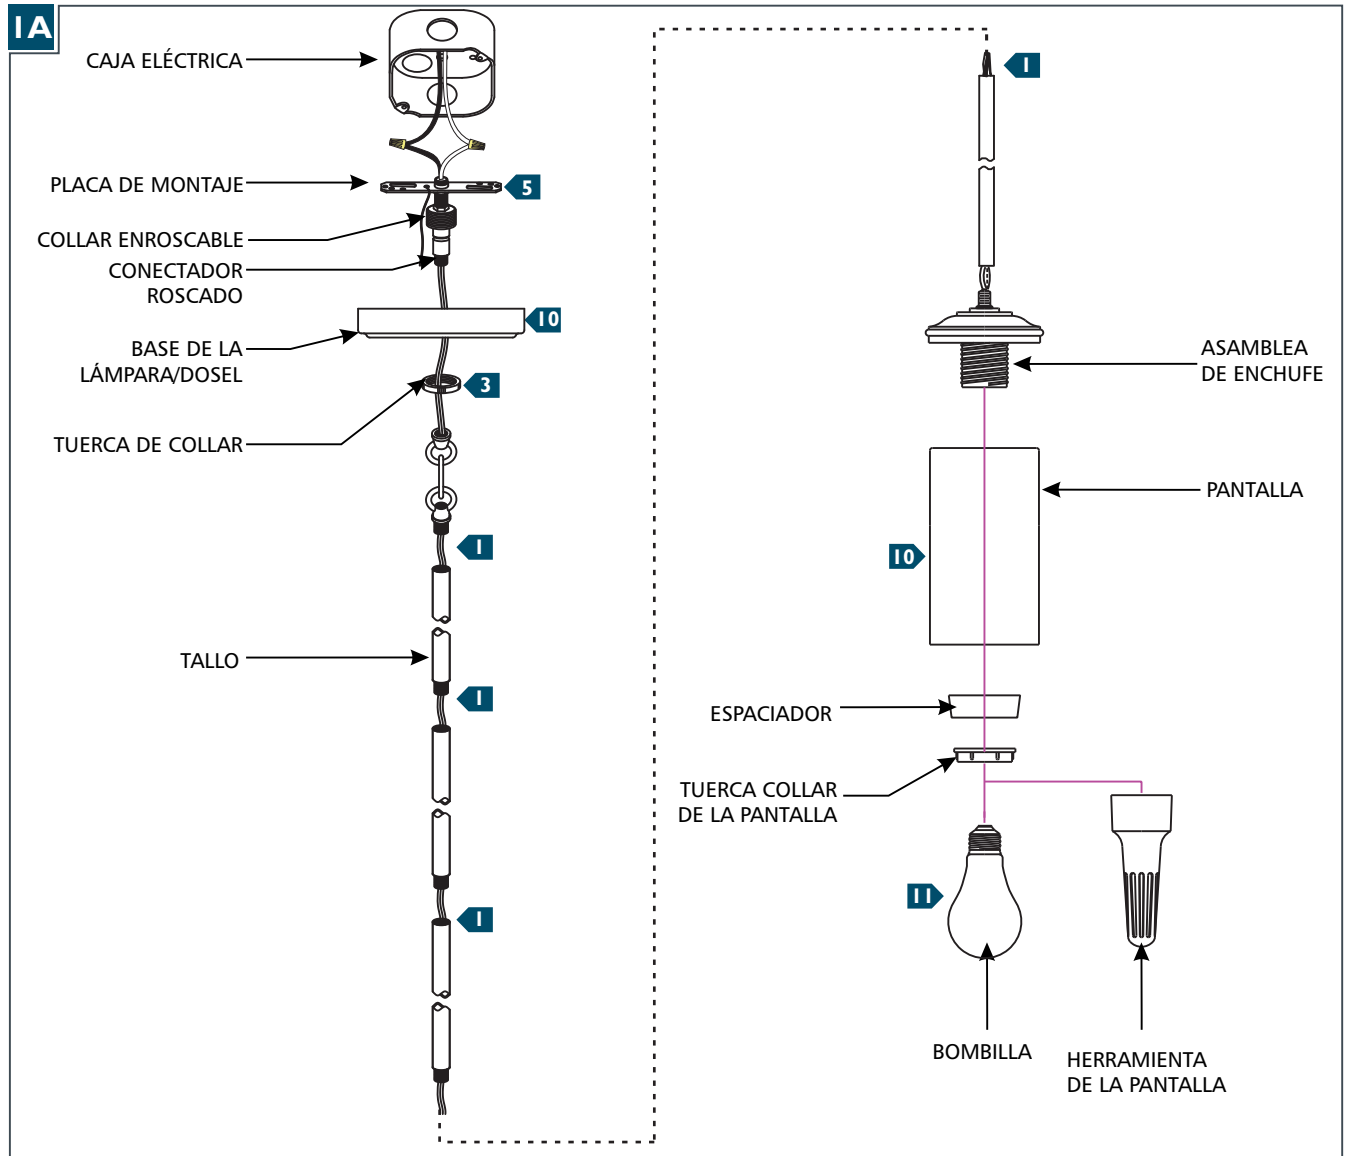 1A
CAJA ELÉCTRICA
PLACA DE MONTAJE
5
COLLAR ENROSCABLE
CONECTADOR
ROSCADO
10
BASE DE LA
LÁMPARA/DOSEL
3
TUERCA DE COLLAR
1
TALLO
1
1
1
ASAMBLEA
DE ENCHUFE
PANTALLA
10
ESPACIADOR
TUERCA COLLAR
DE LA PANTALLA
11
BOMBILLA
HERRAMIENTA
DE LA PANTALLA